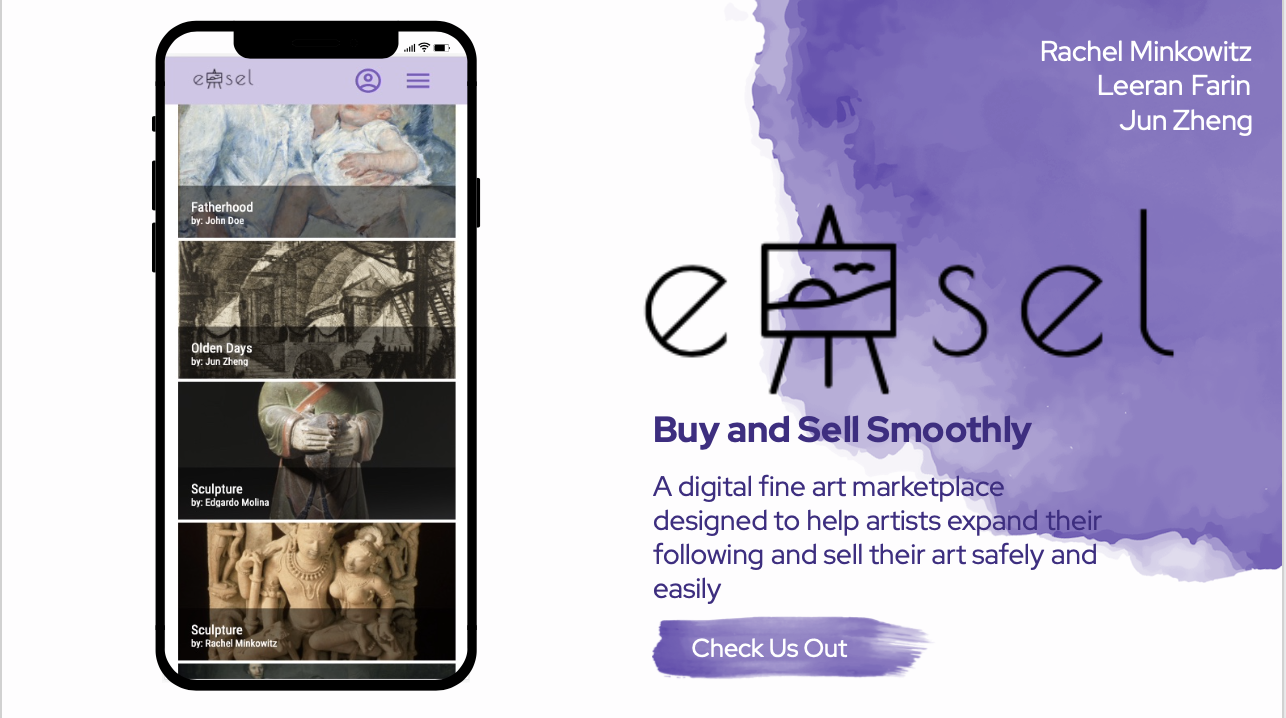 easel
Fatherhood
by: John Doe
Olden Days
by: Jun Zheng
Sculpture
by: Edgardo Molina
Sculpture
by: Rachel Minkowitz
Rachel Minkowitz
Leeran Farin
Jun Zheng
easel
Buy and Sell Smoothly
A digital fine art marketplace
designed to help artists expand their
following and sell their art safely and
easily
Check Us Out